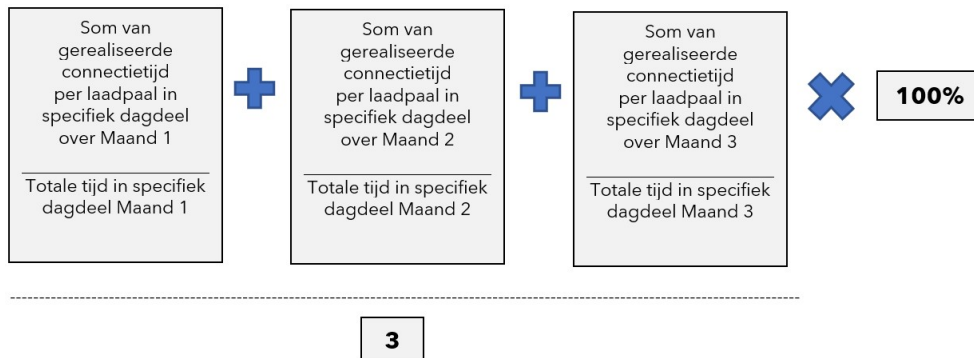 Som van
gerealiseerde
connectietijd
per laadpaal in
specifiek dagdeel
over Maand 1
Totale tijd in specifiek
dagdeel Maand 1
Som van
gerealiseerde
connectietijd
per laadpaal in
specifiek dagdeel
over Maand 2
Totale tijd in specifiek
dagdeel Maand 2
Som van
gerealiseerde
connectietijd
per laadpaal in
specifiek dagdeel
over Maand 3
Totale tijd in specifiek
dagdeel Maand 3
100%
3